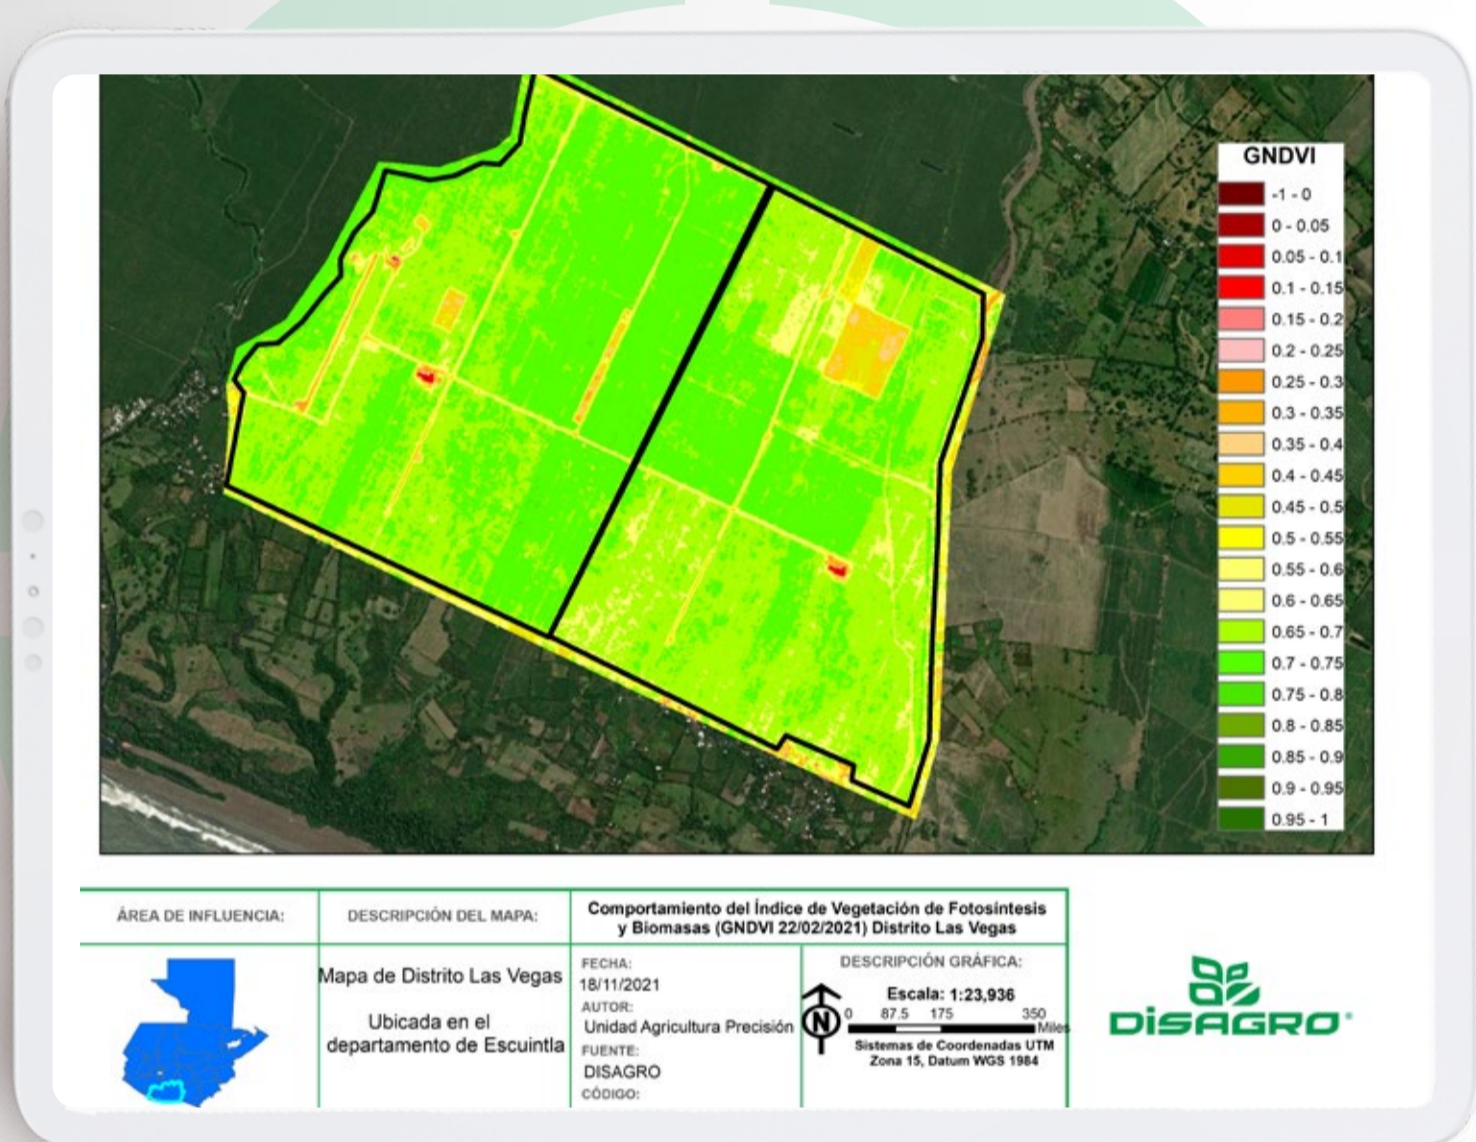 GNDVI
-1 - 0
0 - 0.05
0.05 - 0.1
0.1 - 0.15
0.15 - 0.2
0.2 - 0.25
0.25 - 0.3
0.3 - 0.35
0.35 - 0.4
0.4 - 0.45
0.45 - 0.5
0.5 - 0.55
0.55 - 0.6
0.6 - 0.65
0.65 - 0.7
0.7 - 0.75
0.75 - 0.8
0.8 - 0.85
0.85 - 0.9
0.9 - 0.95
0.95 - 1
ÁREA DE INFLUENCIA:
DESCRIPCIÓN DEL MAPA:
Mapa de Distrito Las Vegas
Ubicada en el
departamento de Escuintla
Comportamiento del Índice de Vegetación de Fotosíntesis
y Biomasas (GNDVI 22/02/2021) Distrito Las Vegas
FECHA:
18/11/2021
AUTOR:
Unidad Agricultura Precisión
FUENTE:
DISAGRO
CÓDIGO:
DESCRIPCIÓN GRÁFICA:
Escala: 1:23,936
N
0 87.5 175 350
Miles
Sistemas de Coordenadas UTM
Zona 15, Datum WGS 1984
DISAGRO